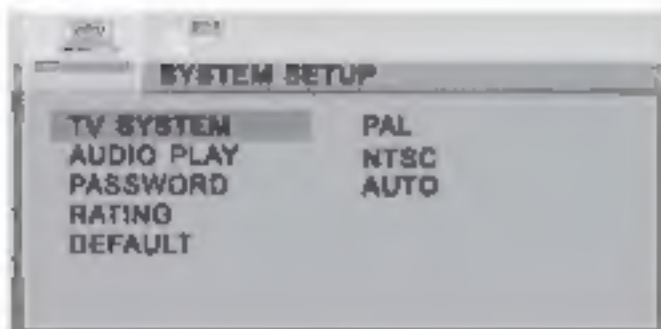 SYSTEM SETUP
TV SYSTEM PAL
AUDIO PLAY NTSC
PASSWORD AUTO
RATING
DEFAULT